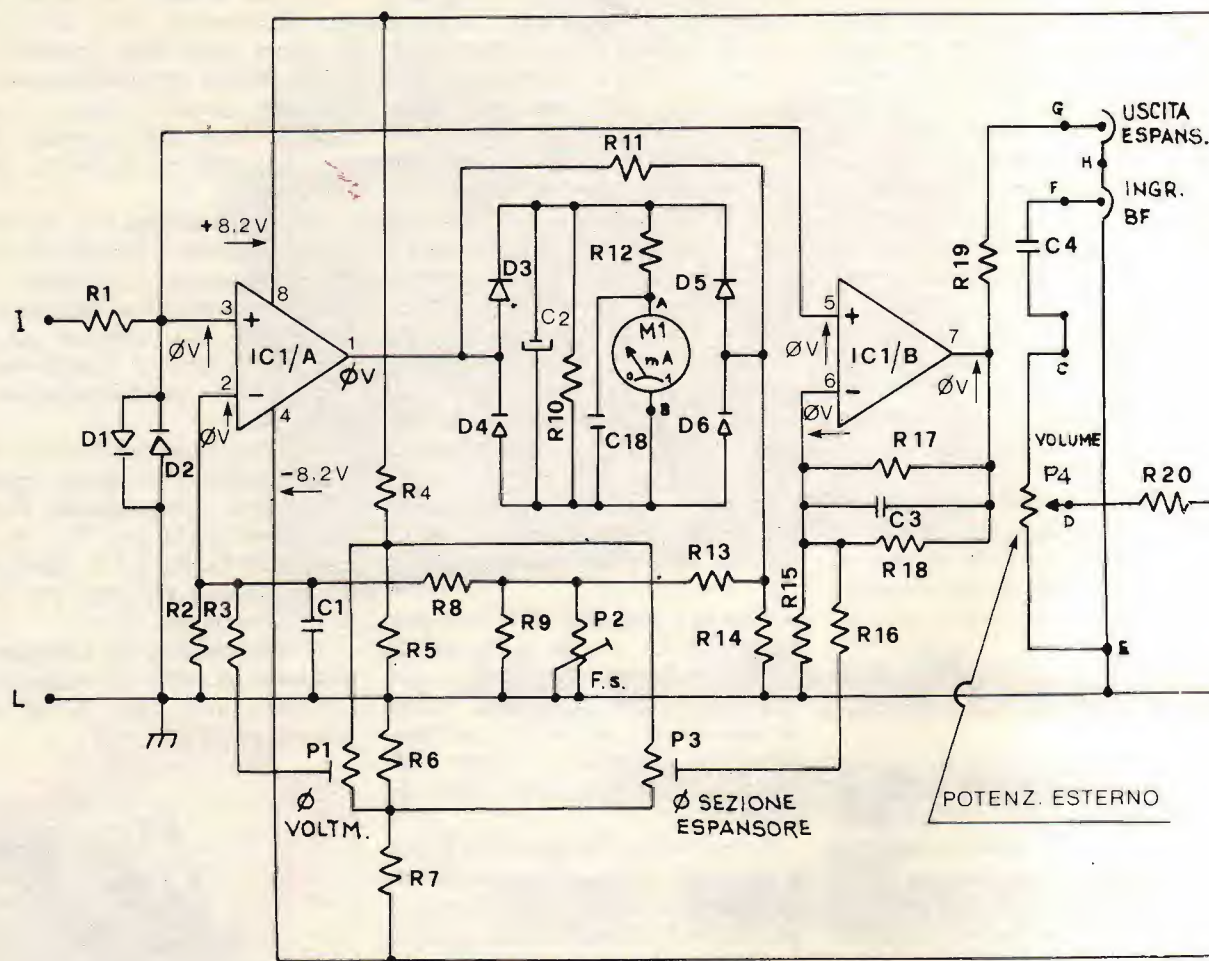 G
USCITA
ESPANS.
H
F
INGR.
BF
C4
R11
+8.2V
R12
D3
D5
R19
R1
8
A
I
3
+
C2
M1
mA
0
1
5
+
IC1/A
1
ØV
ØV
2
-
4
IC1/B
7
ØV
ØV
6
-
ØV
ØV
C
B
D1
D2
D4
R10
C18
D6
R17
VOLUME
P4
R20
-8.2V
R4
C3
D
R18
R13
R15
R2
R3
C1
R8
R9
P2
R14
R16
R5
F.s.
E
L
P1
R6
P3
Ø
VOLTM.
Ø SEZIONE
ESPANSORE
POTENZ. ESTERNO
R7